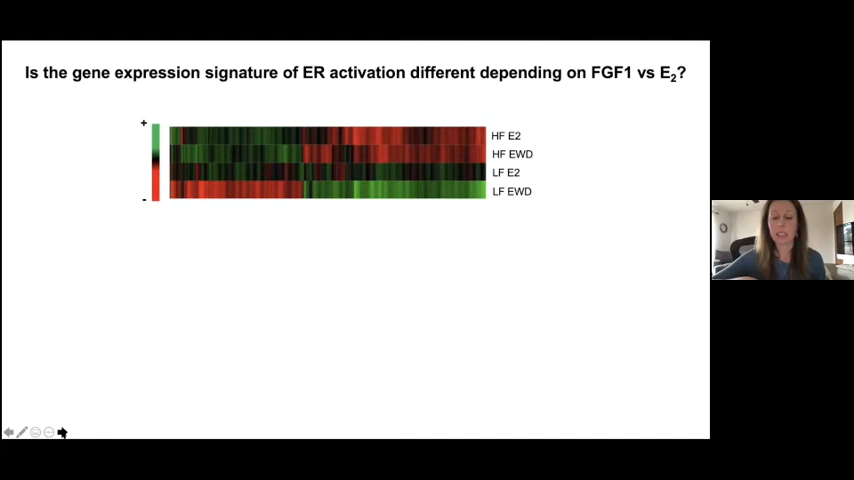 Is the gene expression signature of ER activation different depending on FGF1 vs E2?
+
HF E2
HF EWD
LF E2
LF EWD
-